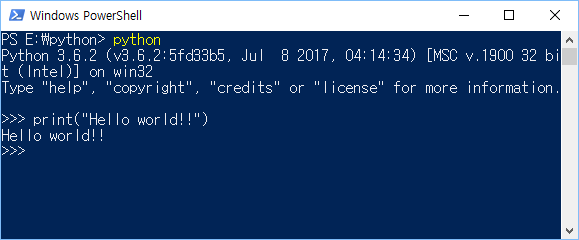 Windows PowerShell
PS E:\python> python
Python 3.6.2 (v3.6.2:5fd33b5, Jul  8 2017, 04:14:34) [MSC v.1900 32 bi
t (Intel)] on win32
Type "help", "copyright", "credits" or "license" for more information.
>>> print("Hello world!!")
Hello world!!
>>>